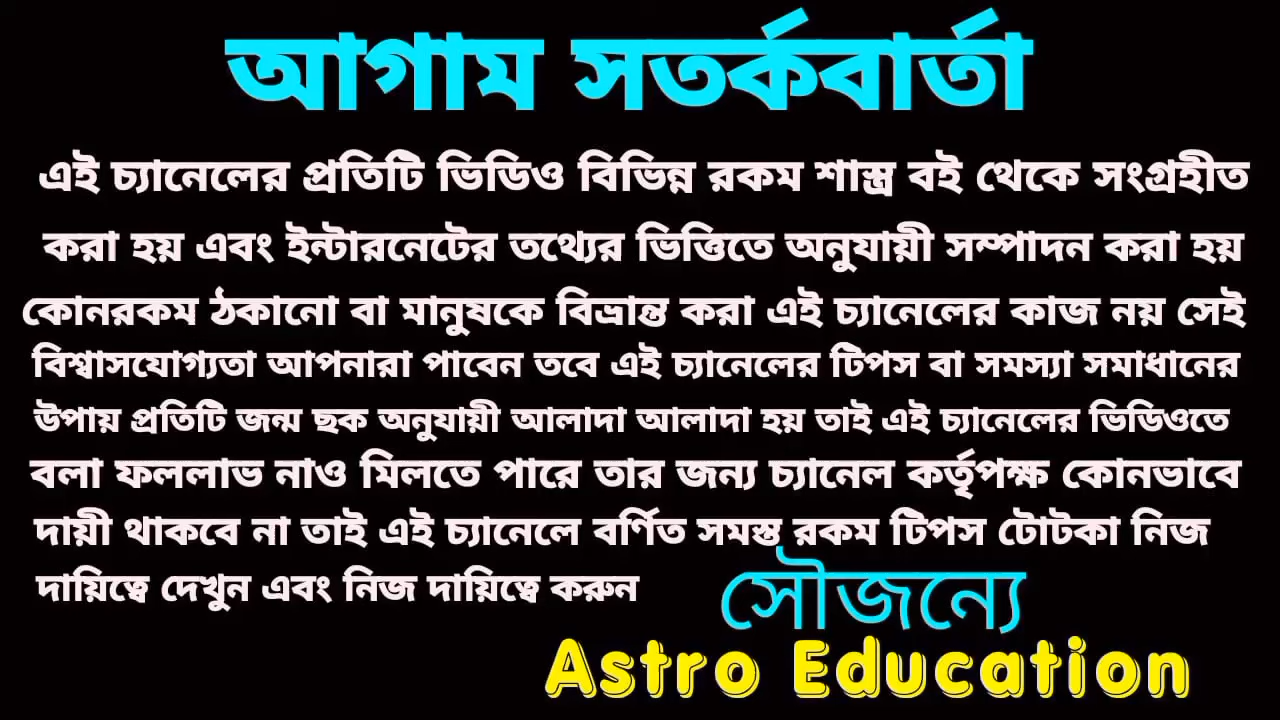 আগাম সতর্কবার্তা
এই চ্যানেলের প্রতিটি ভিডিও বিভিন্ন রকম শাস্ত্র বই থেকে সংগ্রহীত
করা হয় এবং ইন্টারনেটের তথ্যের ভিত্তিতে অনুযায়ী সম্পাদন করা হয়
কোনরকম ঠকানো বা মানুষকে বিভ্রান্ত করা এই চ্যানেলের কাজ নয় সেই
বিশ্বাসযোগ্যতা আপনারা পাবেন তবে এই চ্যানেলের টিপস বা সমস্যা সমাধানের
উপায় প্রতিটি জন্ম ছক অনুযায়ী আলাদা আলাদা হয় তাই এই চ্যানেলের ভিডিওতে
বলা ফললাভ নাও মিলতে পারে তার জন্য চ্যানেল কর্তৃপক্ষ কোনভাবে
দায়ী থাকবে না তাই এই চ্যানেলে বর্ণিত সমস্ত রকম টিপস টোটকা নিজ
দায়িত্বে দেখুন এবং নিজ দায়িত্বে করুন
সৌজন্যে
Astro Education